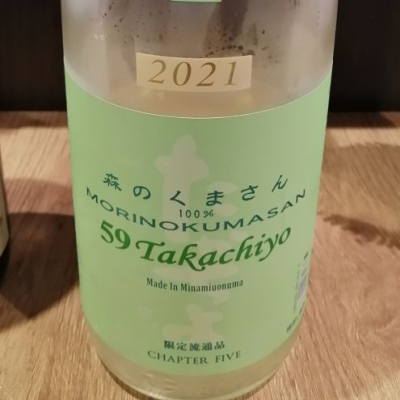 2021
森のくまさん
100%
MORINOKUMASAN
59 Takachiyo
Made In Minamiuonuma
限定流通品
CHAPTER FIVE